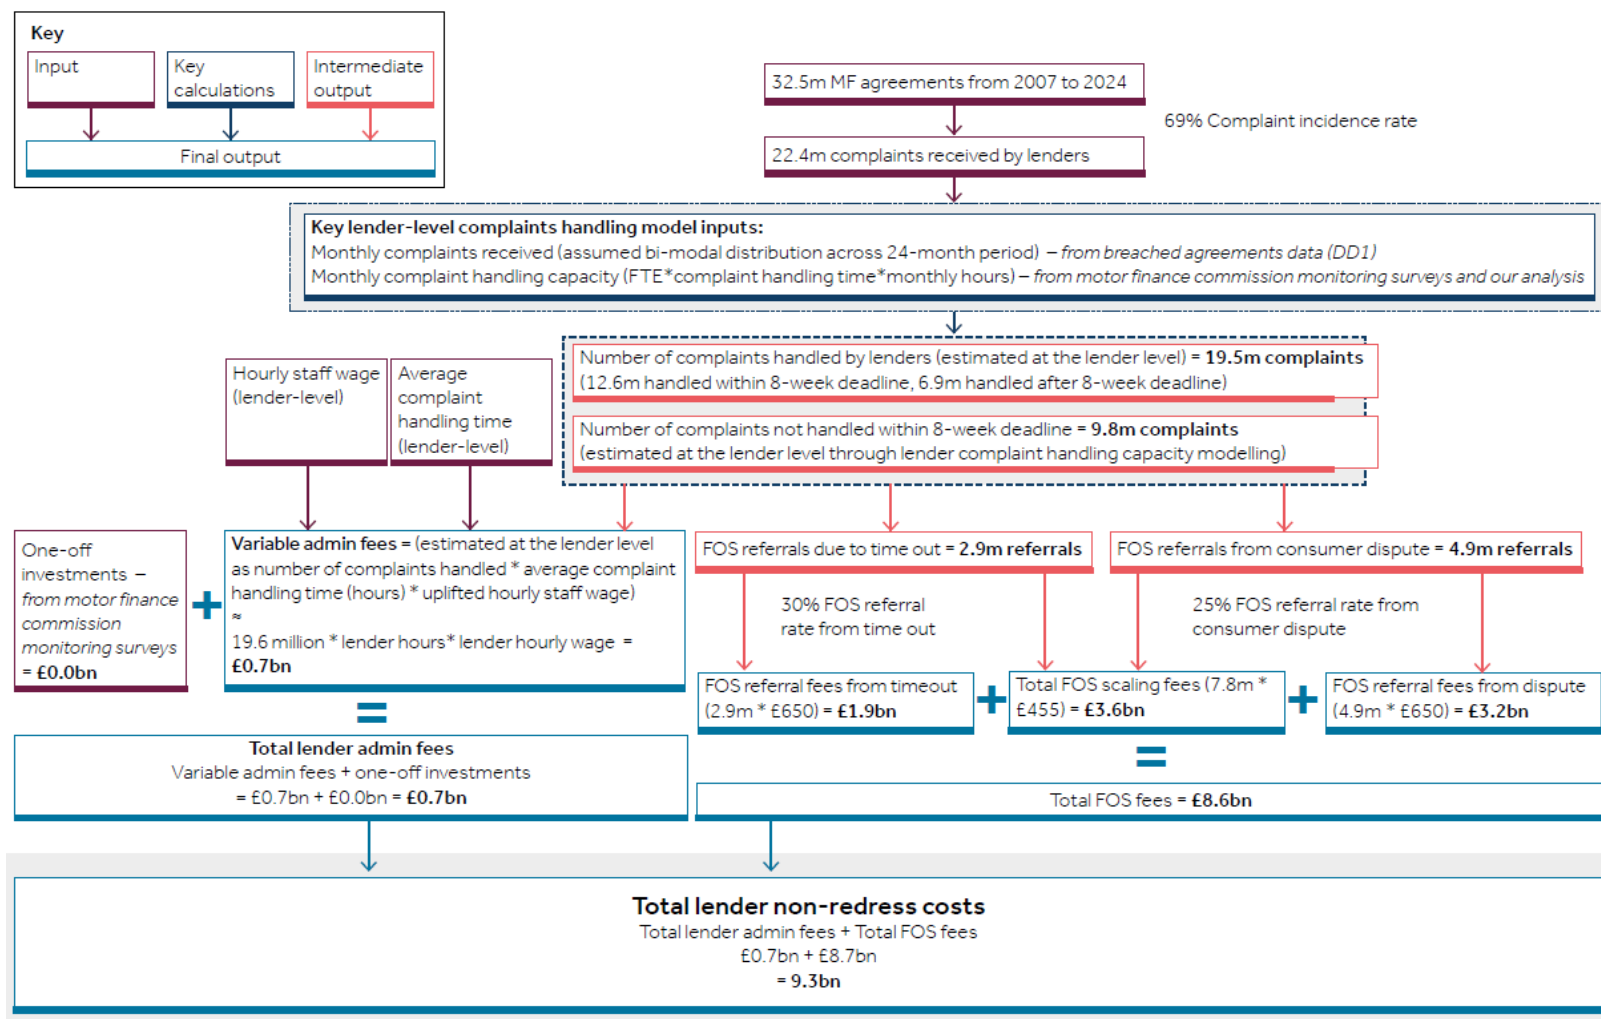 Key
Input
Key
calculations
Intermediate
output
Final output
32.5m MF agreements from 2007 to 2024
69% Complaint incidence rate
22.4m complaints received by lenders
Key lender-level complaints handling model inputs:
Monthly complaints received (assumed bi-modal distribution across 24-month period) – from breached agreements data (DD1)
Monthly complaint handling capacity (FTE*complaint handling time*monthly hours) – from motor finance commission monitoring surveys and our analysis
Number of complaints handled by lenders (estimated at the lender level) = 19.5m complaints
(12.6m handled within 8-week deadline, 6.9m handled after 8-week deadline)
Number of complaints not handled within 8-week deadline = 9.8m complaints
(estimated at the lender level through lender complaint handling capacity modelling)
Hourly staff wage
(lender-level)
Average
complaint
handling time
(lender-level)
One-off
investments –
from motor finance
commission
monitoring surveys
= £0.0bn
+
Variable admin fees = (estimated at the lender level
as number of complaints handled * average complaint
handling time (hours) * uplifted hourly staff wage)
≈
19.6 million * lender hours* lender hourly wage =
£0.7bn
FOS referrals due to time out = 2.9m referrals
FOS referrals from consumer dispute = 4.9m referrals
30% FOS referral
rate from time out
25% FOS referral rate from
consumer dispute
FOS referral fees from timeout
(2.9m * £650) = £1.9bn
+
Total FOS scaling fees (7.8m *
£455) = £3.6bn
+
FOS referral fees from dispute
(4.9m * £650) = £3.2bn
=
=
Total lender admin fees
Variable admin fees + one-off investments
= £0.7bn + £0.0bn = £0.7bn
Total FOS fees = £8.6bn
Total lender non-redress costs
Total lender admin fees + Total FOS fees
£0.7bn + £8.7bn
= 9.3bn